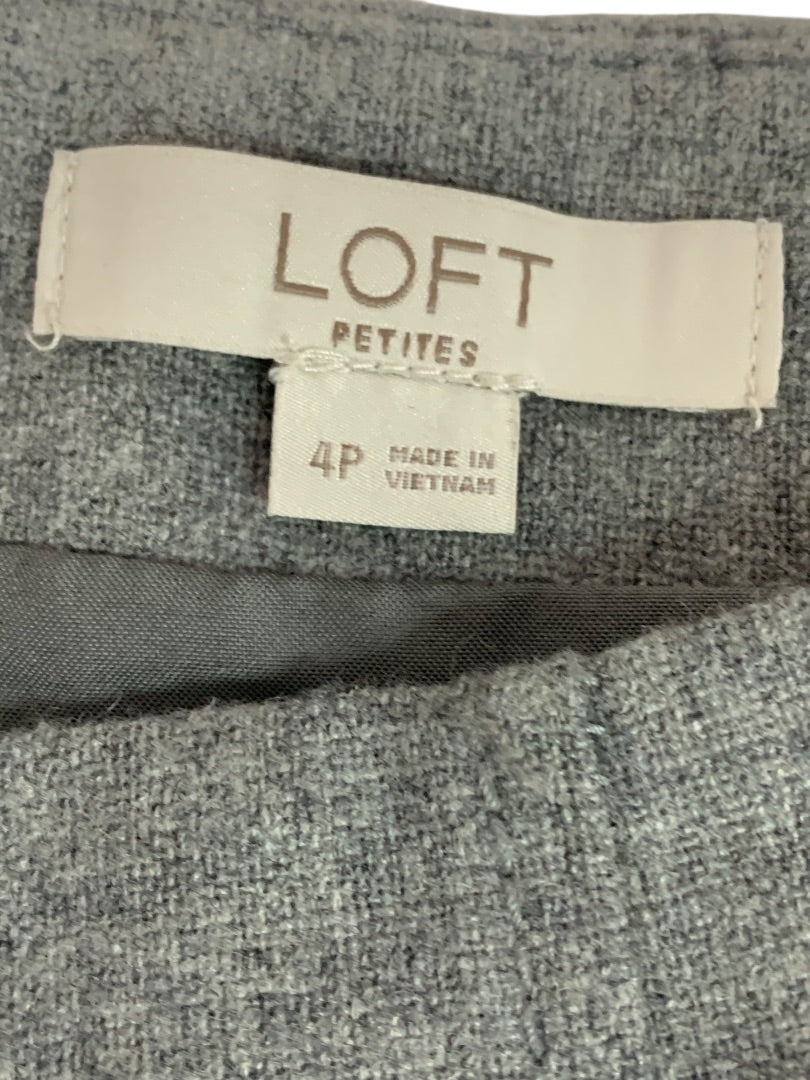 LOFT
PETITES
4P MADE IN
VIETNAM